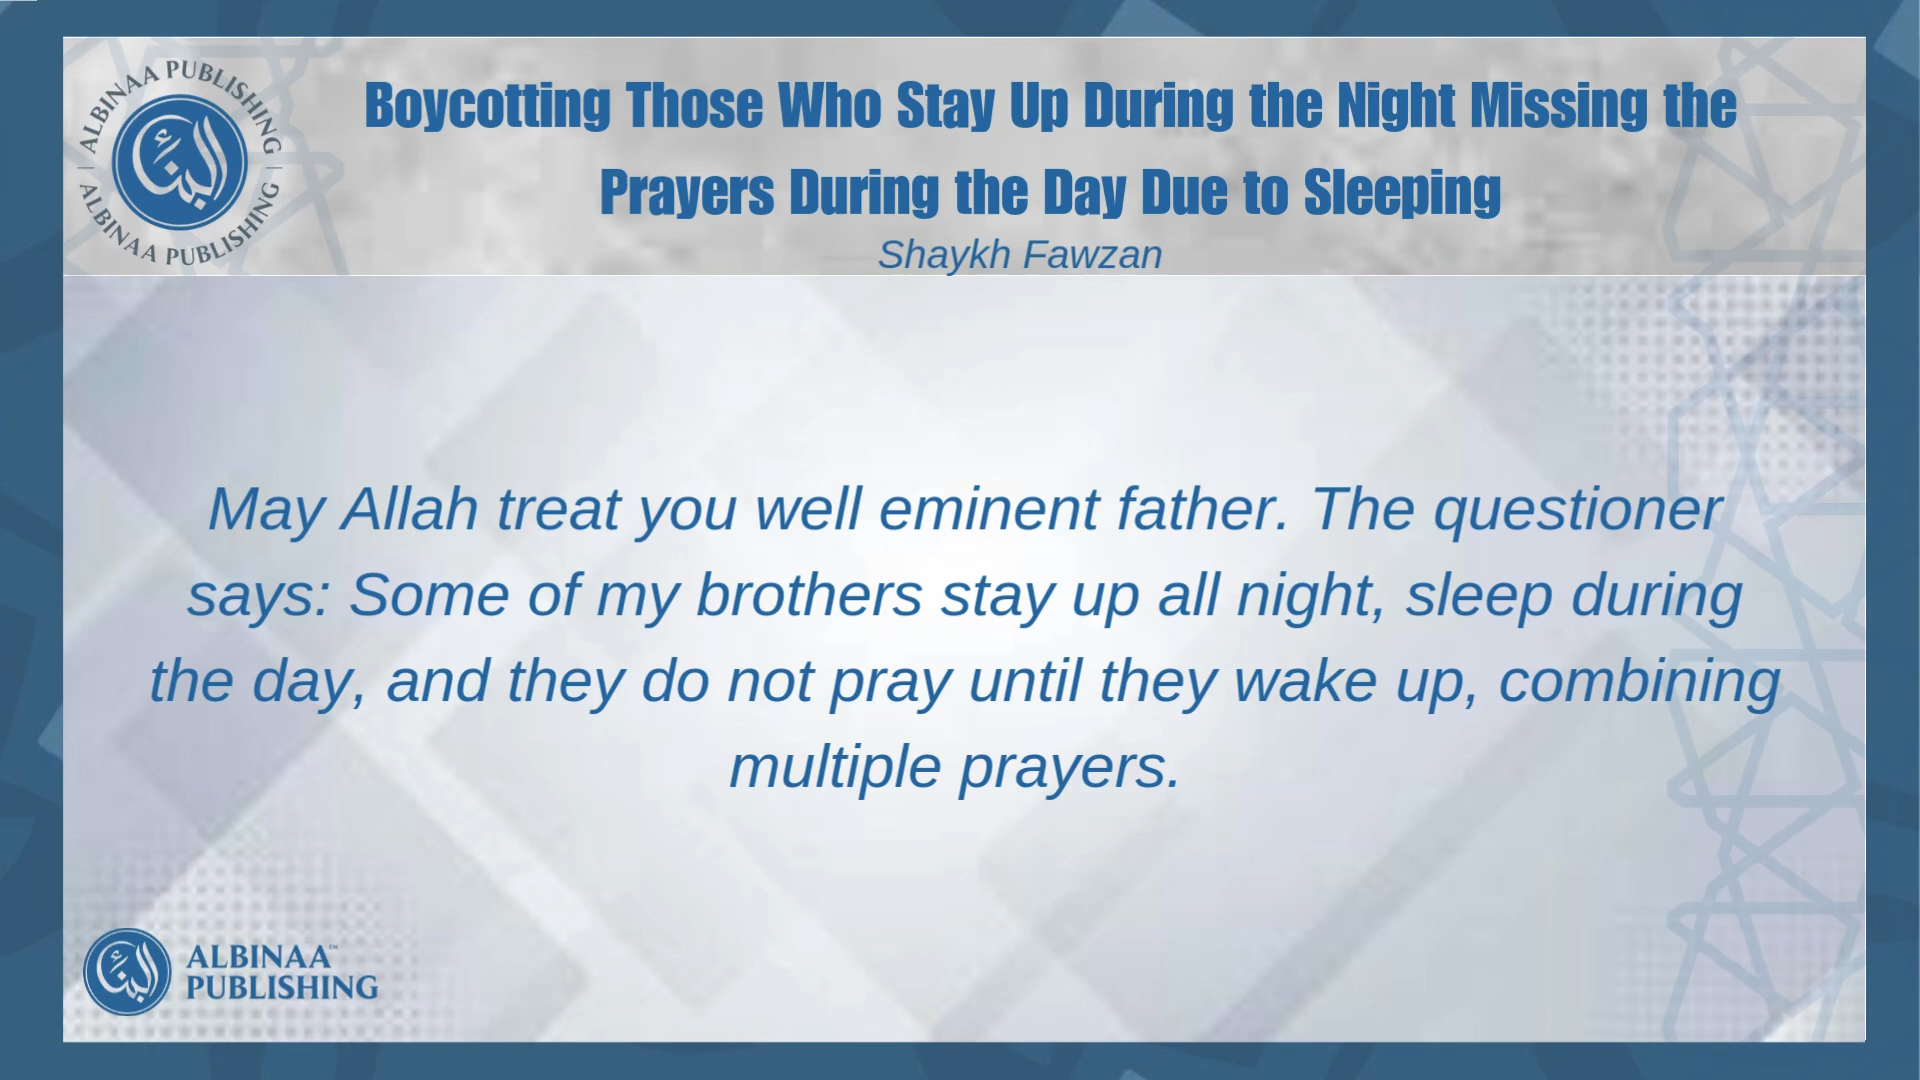 ALBINAA PUBLISHING
ALBINAA PUBLISHING
البناء
Boycotting Those Who Stay Up During the Night Missing the
Prayers During the Day Due to Sleeping
Shaykh Fawzan
May Allah treat you well eminent father. The questioner
says: Some of my brothers stay up all night, sleep during
the day, and they do not pray until they wake up, combining
multiple prayers.
البناء
ALBINAA™
PUBLISHING